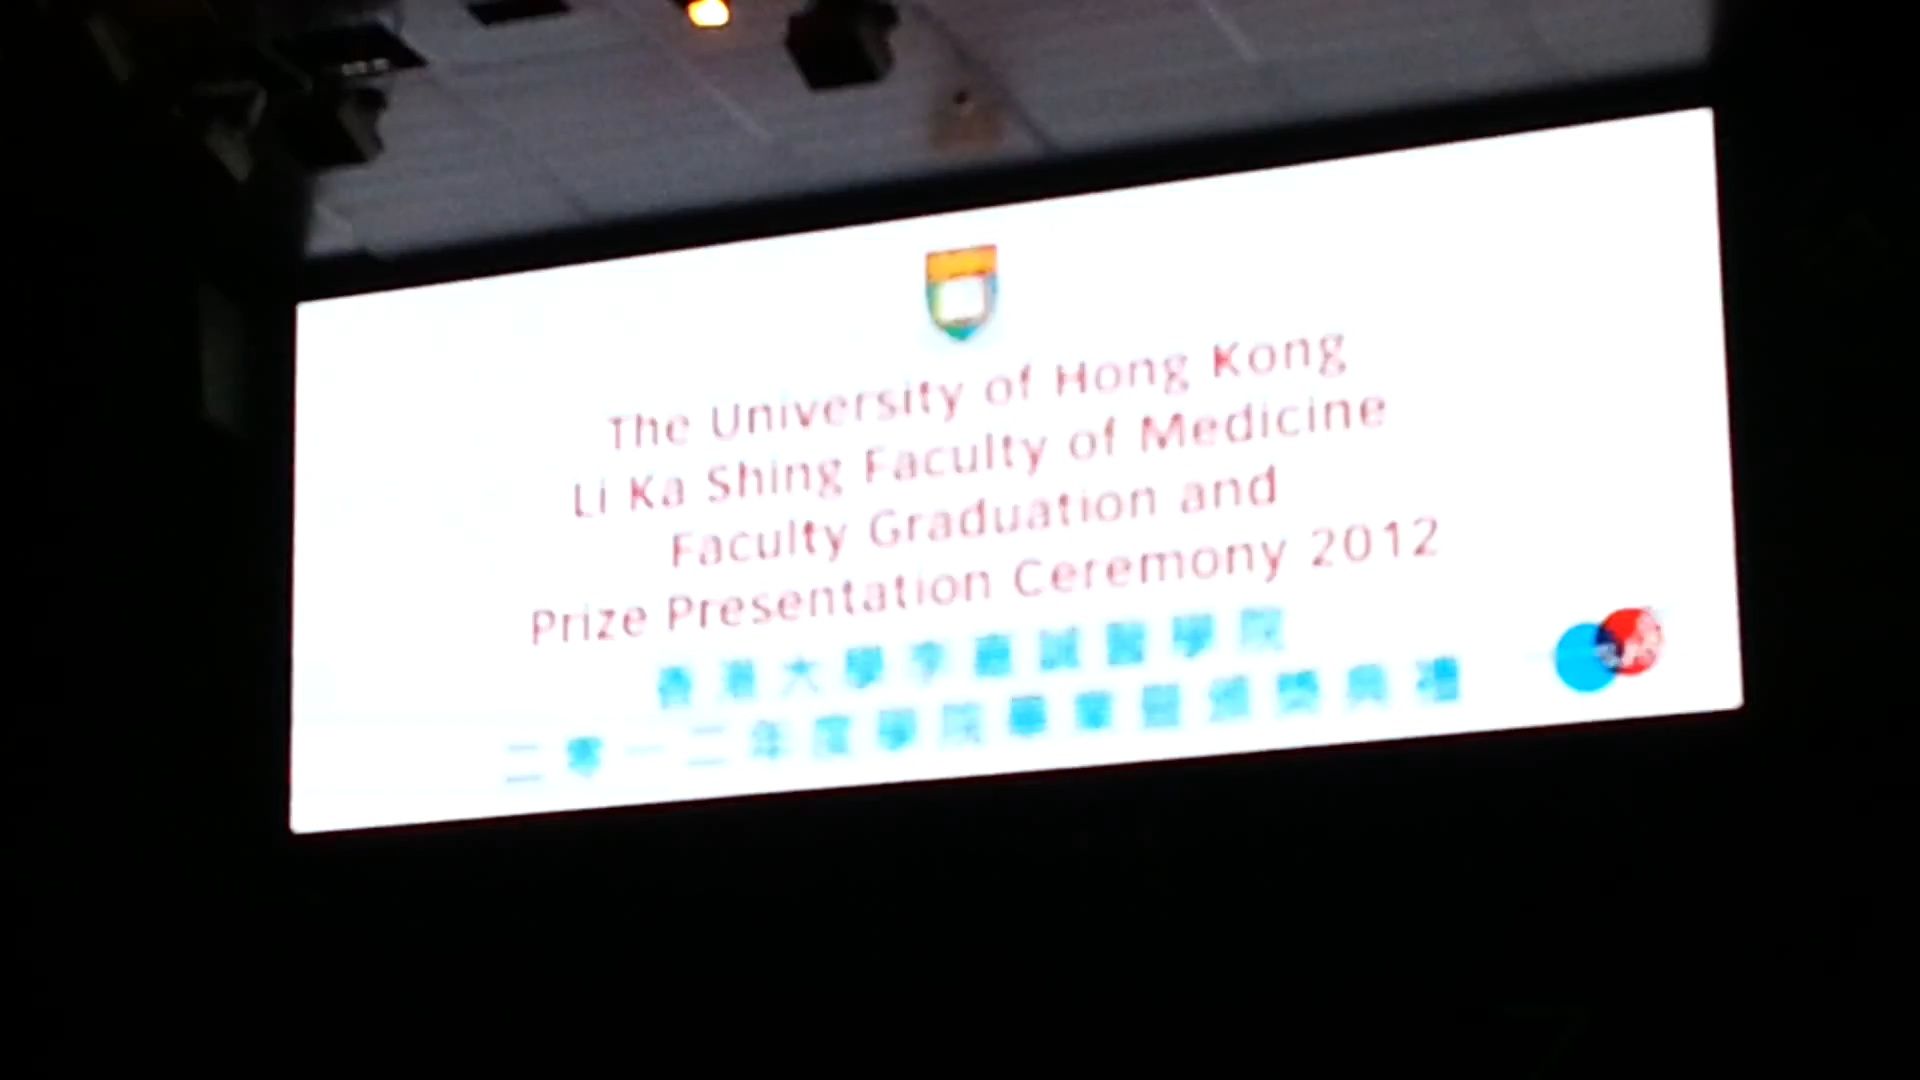 The University of Hong Kong
Li Ka Shing Faculty of Medicine
Faculty Graduation and
Prize Presentation Ceremony 2012
香港大學李嘉誠醫學院
二零一二年度學院畢業暨頒獎典禮